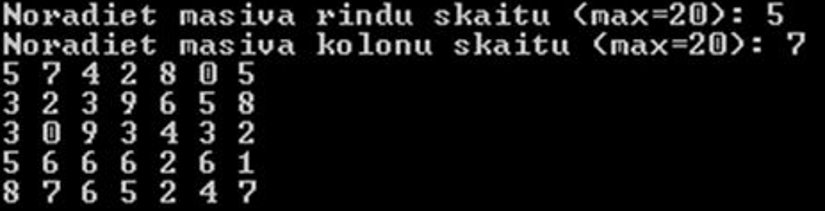 Noradiet masiva rindu skaitu (max=20): 5
Noradiet masiva kolonu skaitu (max=20): 7
5 7 4 2 8 0 5
3 2 3 9 6 5 8
3 0 9 3 4 3 2
5 6 6 6 2 6 1
8 7 6 5 2 4 7